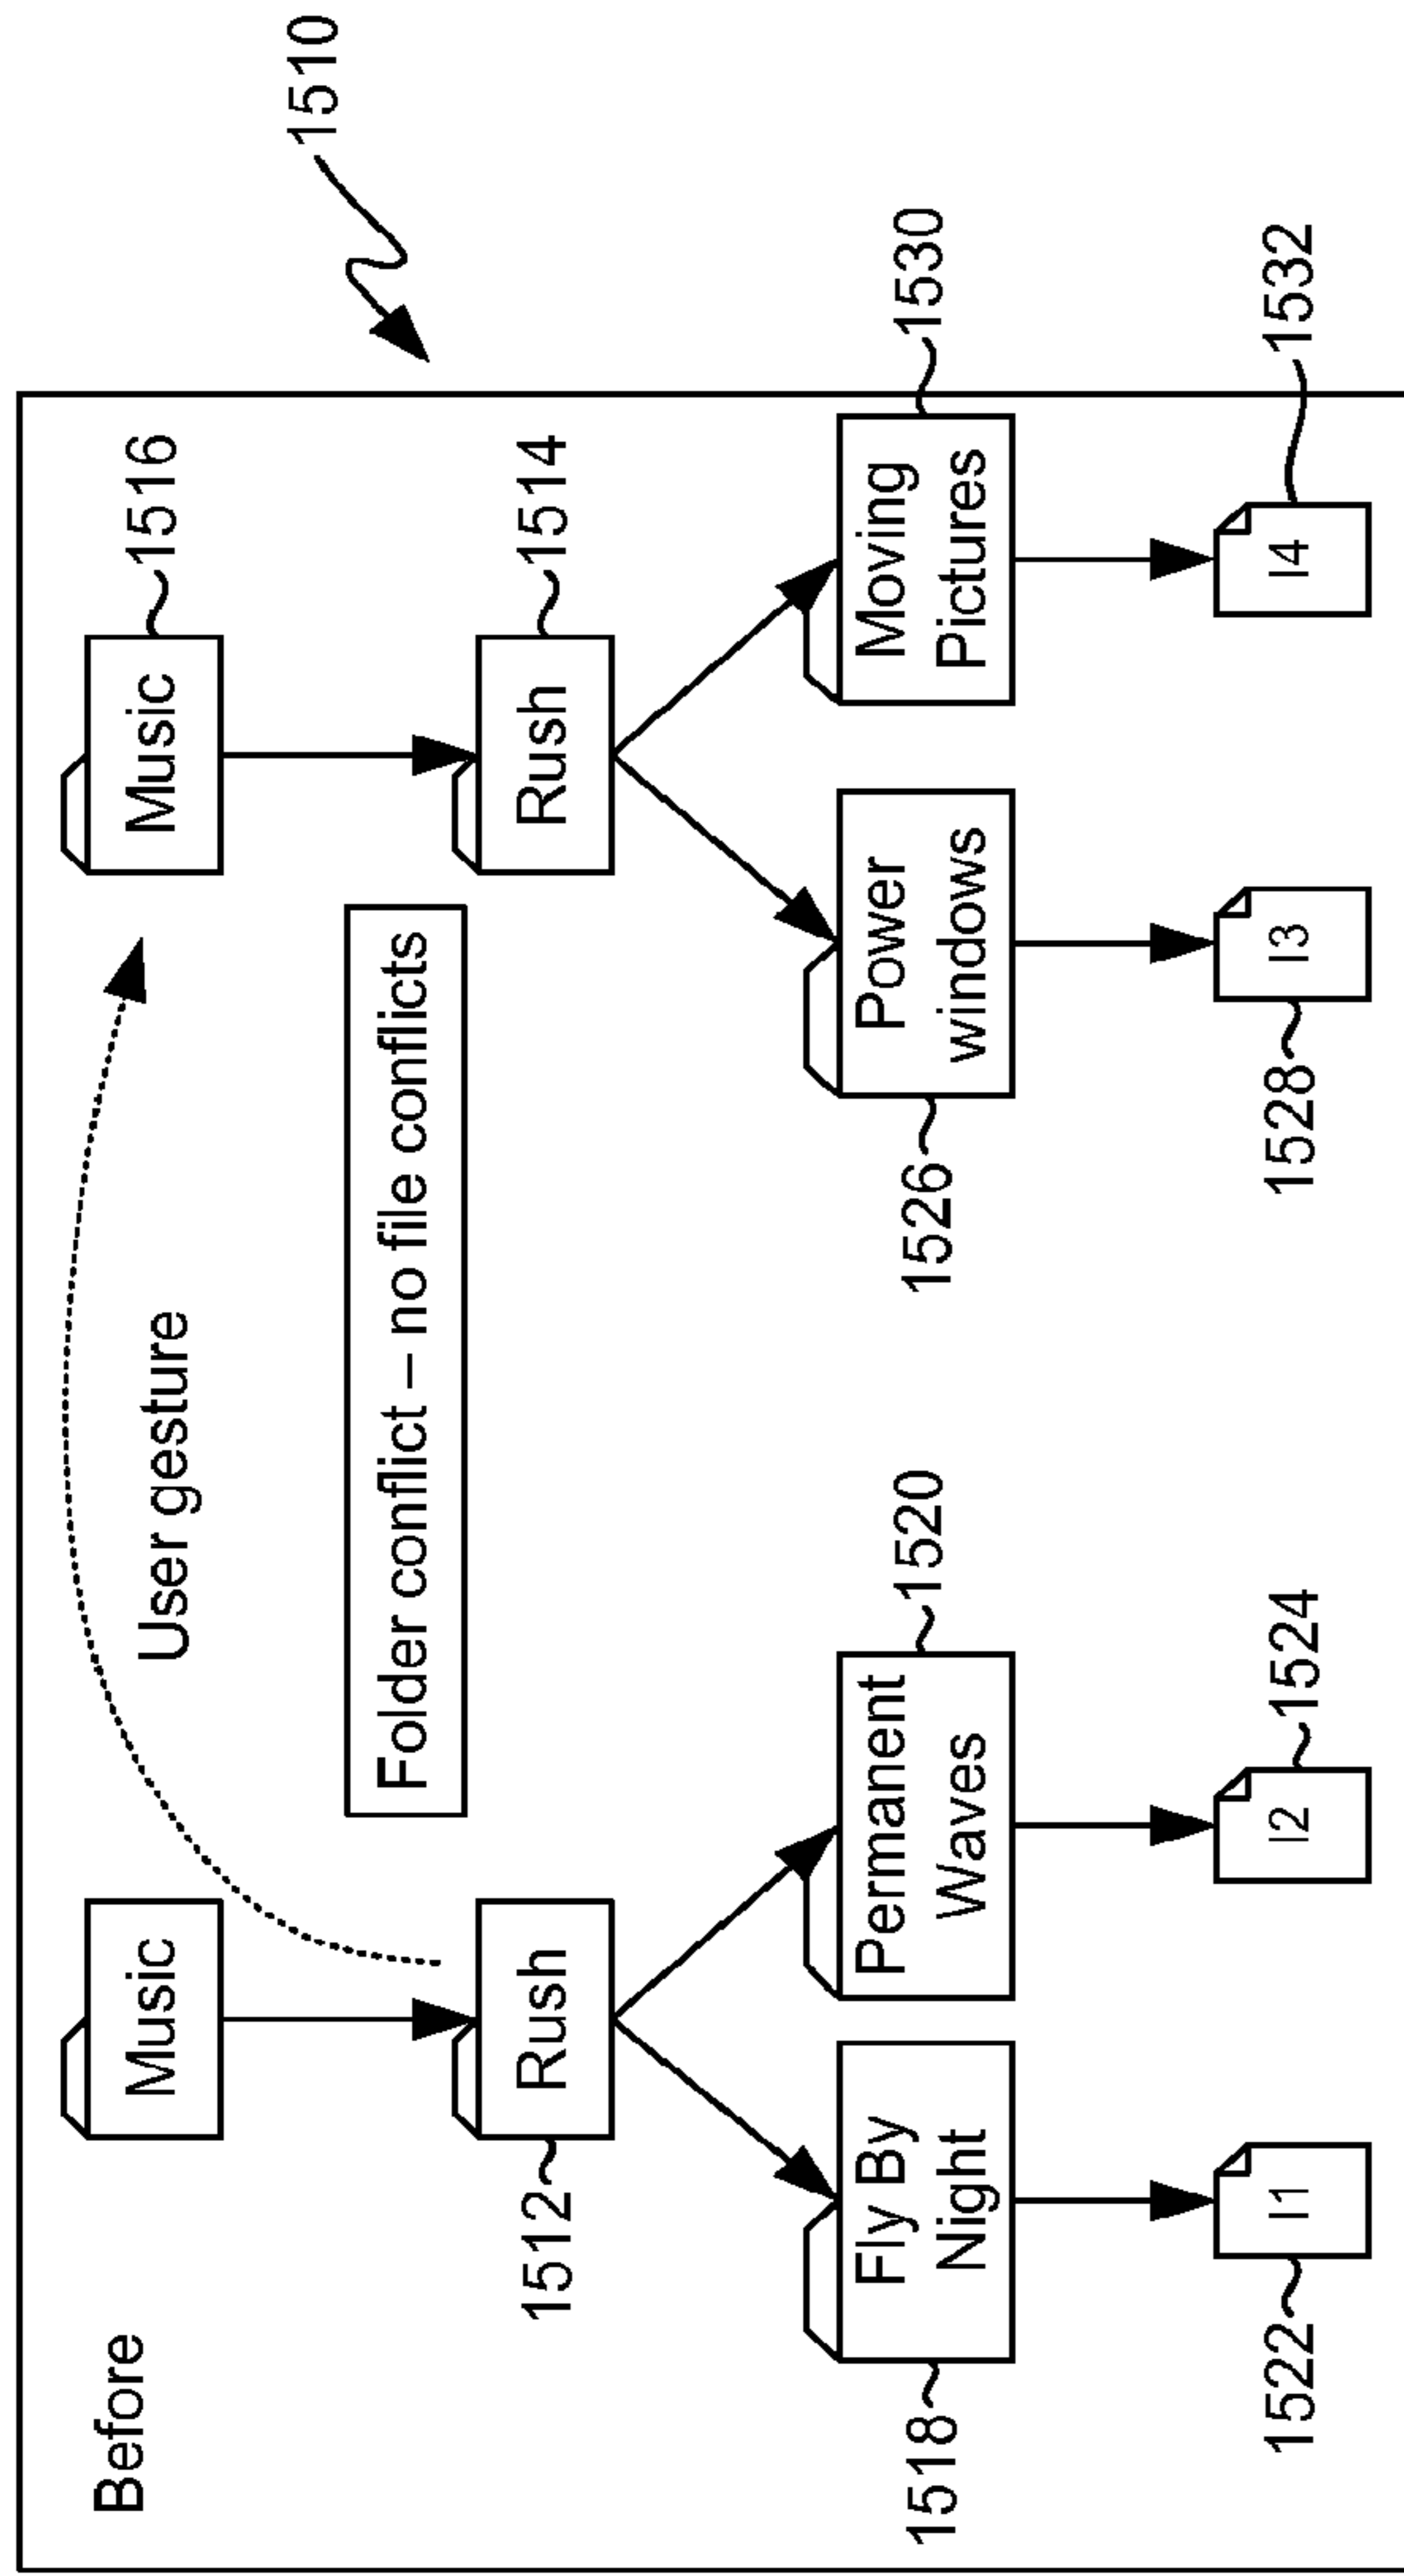 1510
Before
Music
User gesture
Music
1516
Folder conflict – no file conflicts
1512
Rush
Rush
1514
1518
Fly By
Night
Permanent
Waves
1520
1526
Power
windows
Moving
Pictures
1530
1522
I1
I2
1524
1528
I3
I4
1532